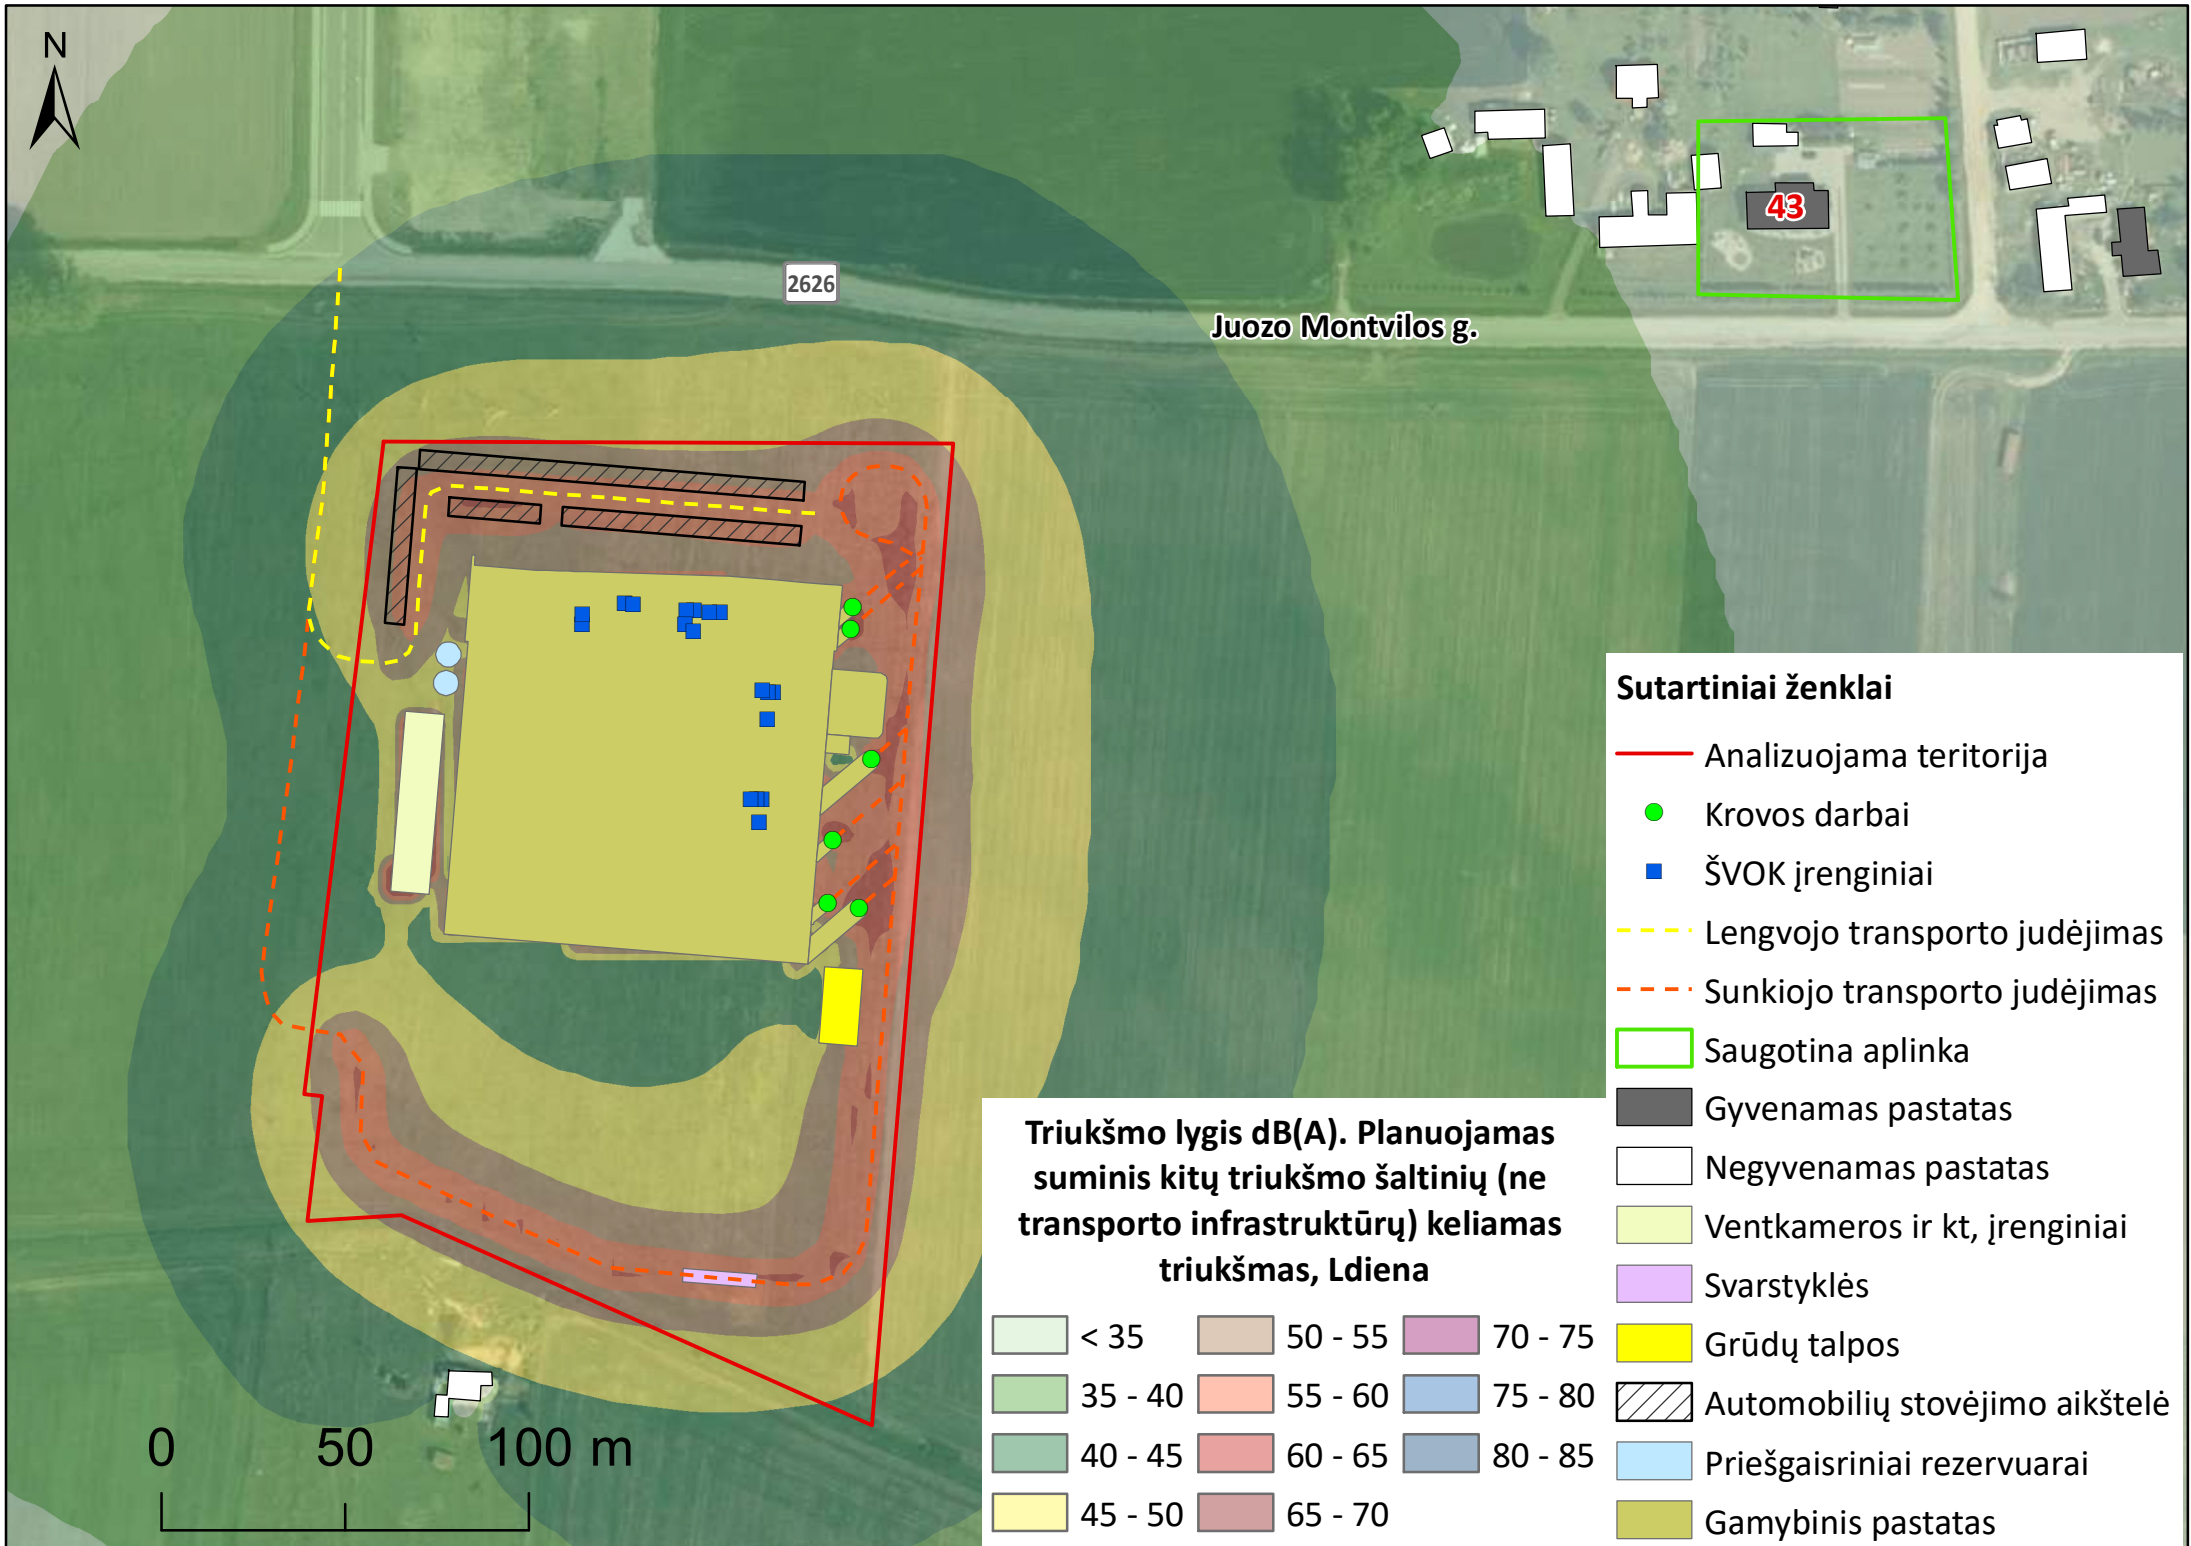 N
43
2626
Juozo Montvilos g.
0 50 100 m
Triukšmo lygis dB(A). Planuojamas
suminis kitų triukšmo šaltinių (ne
transporto infrastruktūrų) keliamas
triukšmas, Ldiena
< 35
35 - 40
40 - 45
45 - 50
50 - 55
55 - 60
60 - 65
65 - 70
70 - 75
75 - 80
80 - 85
Sutartiniai ženklai
Analizuojama teritorija
Krovos darbai
ŠVOK įrenginiai
Lengvojo transporto judėjimas
Sunkiojo transporto judėjimas
Saugotina aplinka
Gyvenamas pastatas
Negyvenamas pastatas
Ventkameros ir kt, įrenginiai
Svarstyklės
Grūdų talpos
Automobilių stovėjimo aikštelė
Priešgaisriniai rezervuarai
Gamybinis pastatas